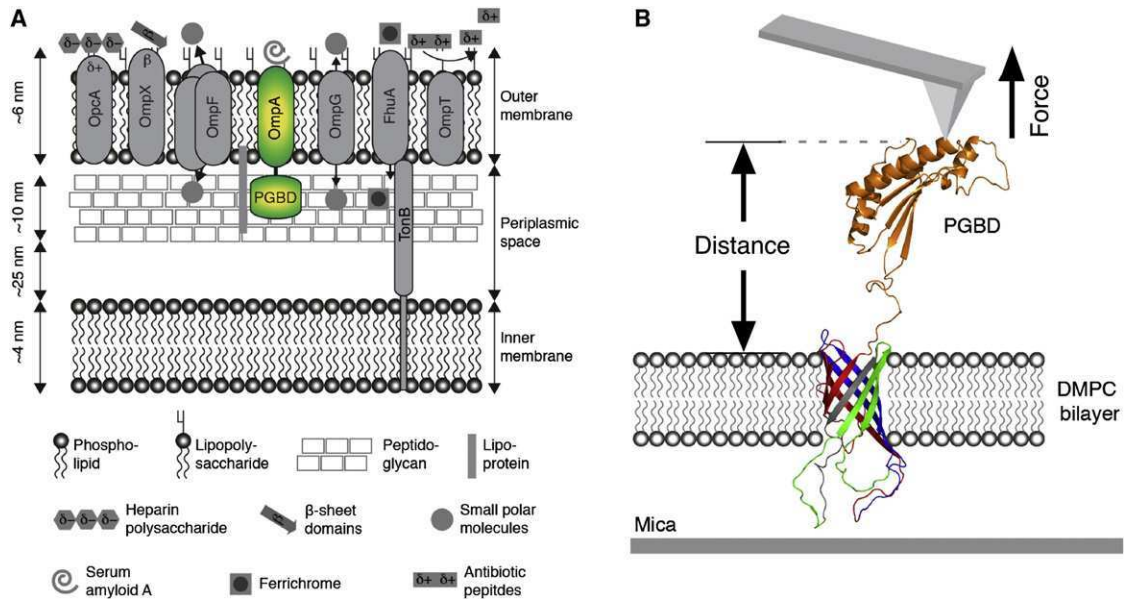 A
δ− δ− δ−
β
δ+
δ+ δ+
δ+
δ+
β
OpcA
OmpX
OmpF
OmpA
OmpG
FhuA
OmpT
PGBD
TonB
~6 nm
~10 nm
~25 nm
~4 nm
Outer
membrane
Periplasmic
space
Inner
membrane
Phospho-
lipid
Lipopoly-
saccharide
Peptido-
glycan
Lipo-
protein
δ− δ− δ−
Heparin
polysaccharide
β-sheet
domains
Small polar
molecules
Serum
amyloid A
Ferrichrome
δ+ δ+
Antibiotic
pepitdes
B
Force
Distance
PGBD
DMPC
bilayer
Mica